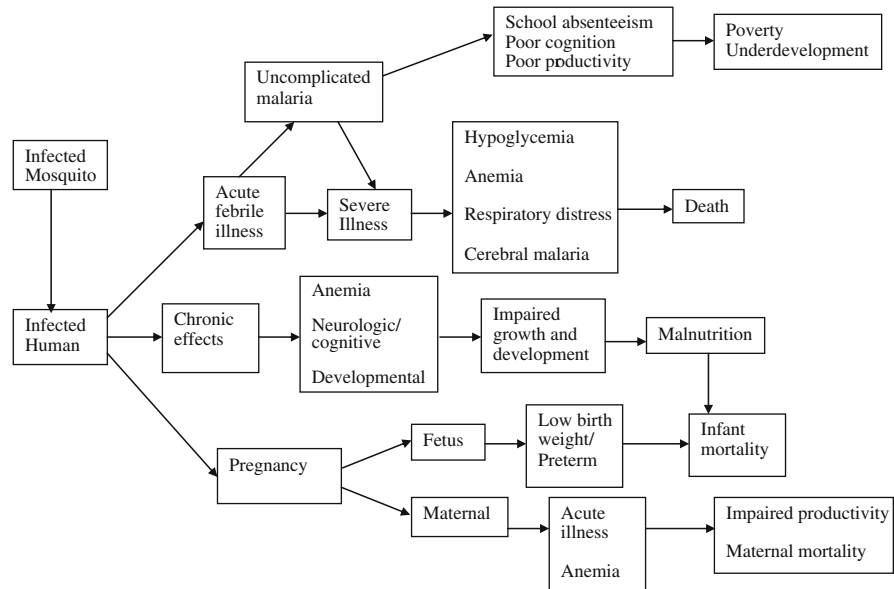 School absenteeism
Poor cognition
Poor productivity
Poverty
Underdevelopment
Uncomplicated
malaria
Infected
Mosquito
Acute
febrile
illness
Severe
Illness
Hypoglycemia
Anemia
Respiratory distress
Cerebral malaria
Death
Infected
Human
Chronic
effects
Anemia
Neurologic/
cognitive
Developmental
Impaired
growth and
development
Malnutrition
Pregnancy
Fetus
Low birth
weight/
Preterm
Infant
mortality
Maternal
Acute
illness
Anemia
Impaired productivity
Maternal mortality